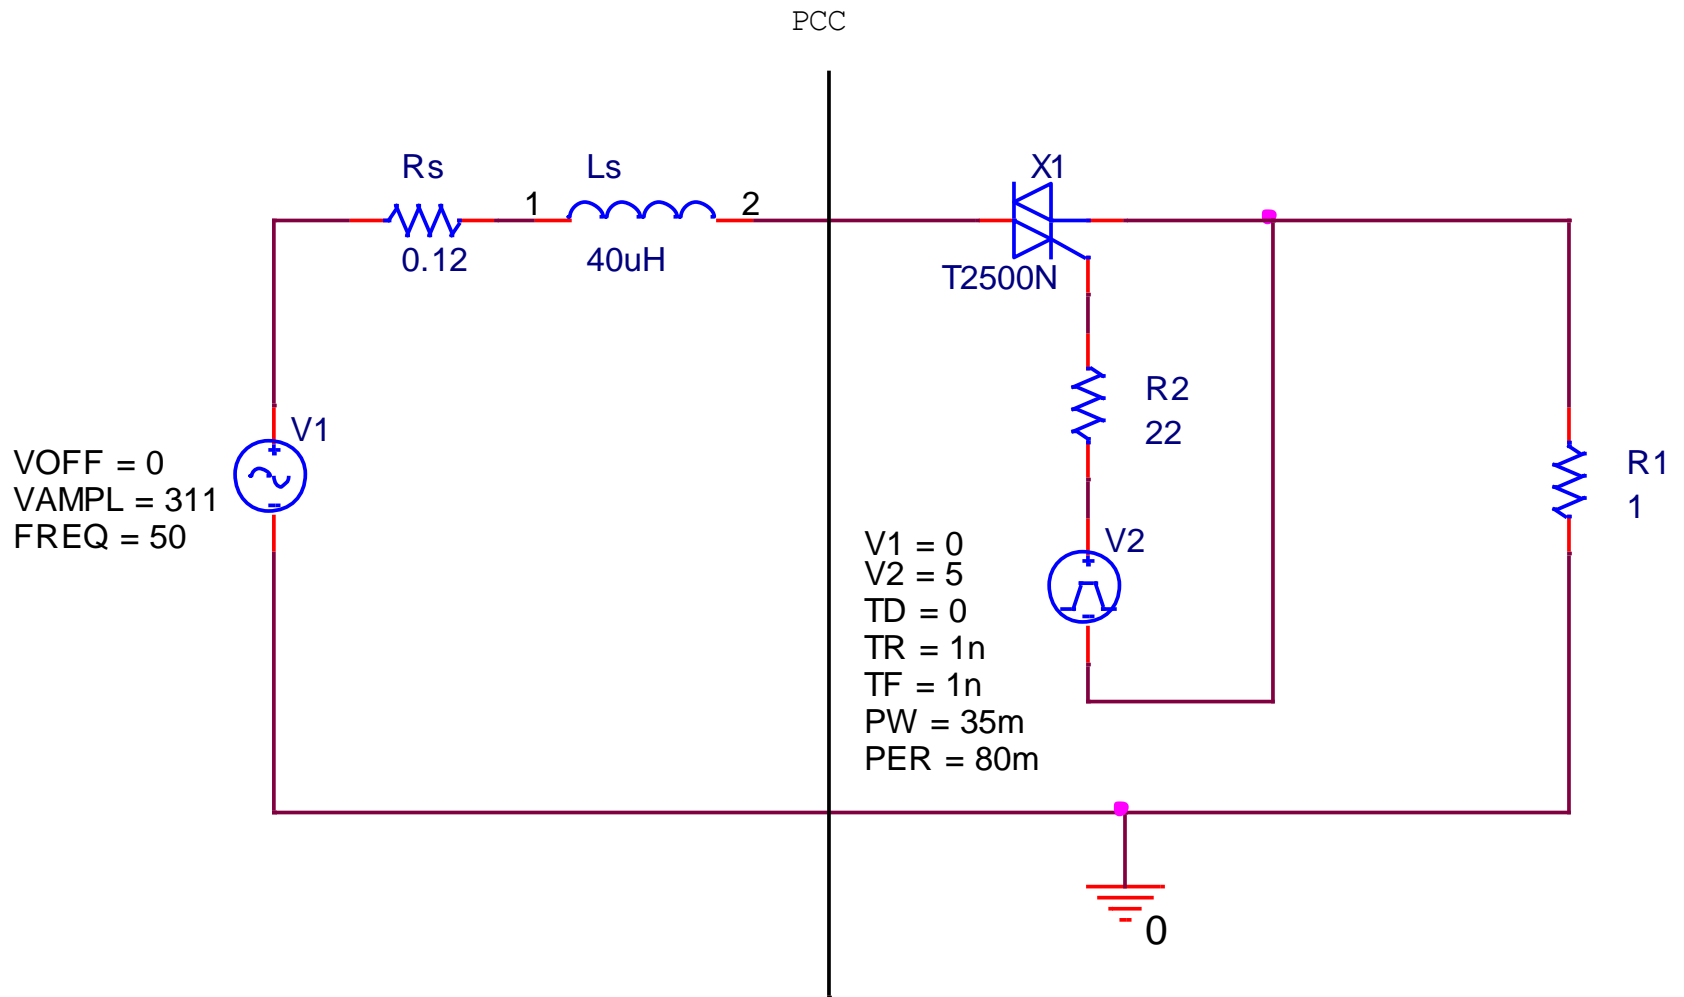 PCC
Rs
1
Ls
2
0.12
40uH
X1
T2500N
V1
VOFF = 0
VAMPL = 311
FREQ = 50
R2
22
V2
V1 = 0
V2 = 5
TD = 0
TR = 1n
TF = 1n
PW = 35m
PER = 80m
R1
1
0